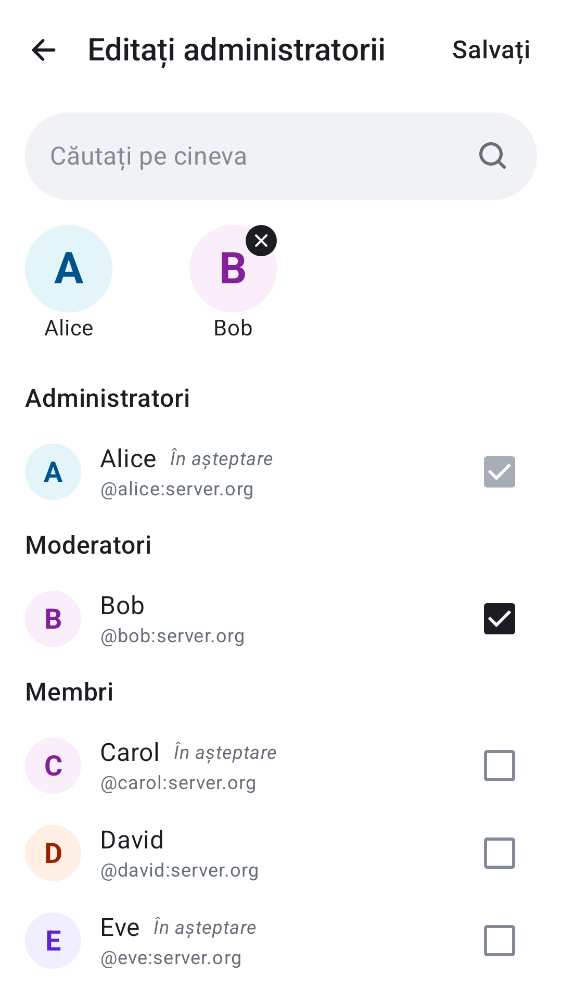 Editați administratorii Salvați
Căutați pe cineva
A B
Alice Bob
Administratori
A Alice În așteptare
@alice:server.org
Moderatori
B Bob
@bob:server.org
Membri
C Carol În așteptare
@carol:server.org
D David
@david:server.org
E Eve În așteptare
@eve:server.org